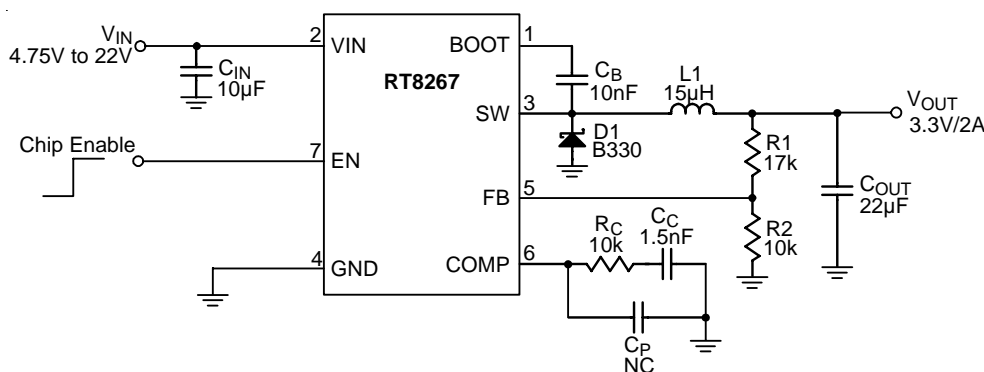 VIN
4.75V to 22V
CIN
10µF
2
VIN
BOOT
1
RT8267
CB
10nF
L1
15µH
SW
3
VOUT
3.3V/2A
D1
B330
R1
17k
Chip Enable
7
EN
FB
5
COUT
22µF
R2
10k
4
GND
COMP
6
RC
10k
CC
1.5nF
CP
NC